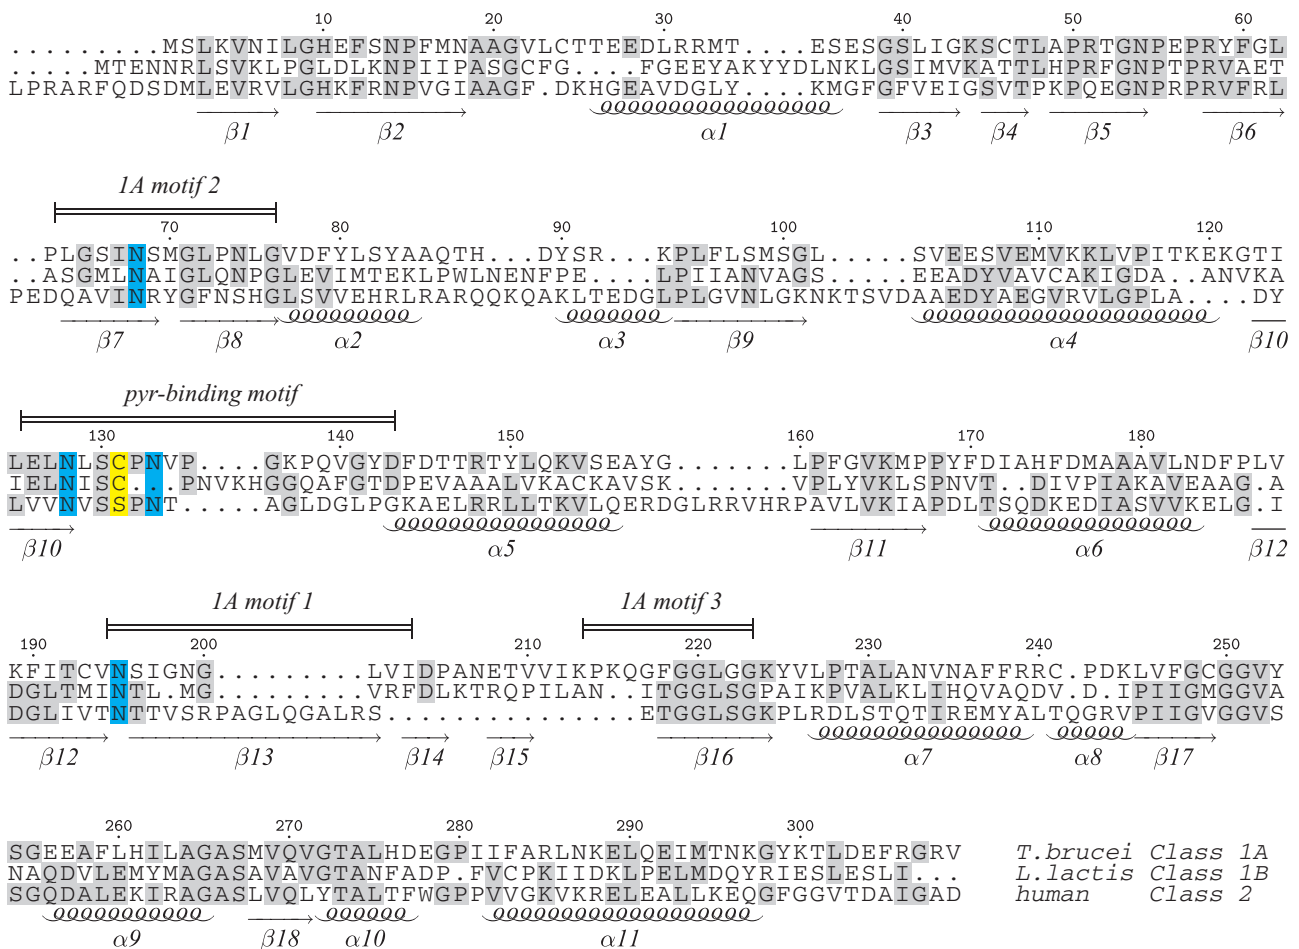 10 20 30 40 50 60
.........MSLKVNILGHEFSNPFMNAAGVLCTTEEDLRRMT....ESESGSLIGKSCTLAPRTGNPEPRYFGL
.....MTENNRLSVKLPGLDLKNPIIPASGCFG....FGEEYAKYYDLNKLGSIMVKATTLHPRFGNPTPRVAET
LPRARFQDSDMLEVRVLGHKFRNPVGIAAGF.DKHGEAVDGLY....KMGFGFVEIGSVTPKPQEGNPRPRVFRL
β1 β2 α1 β3 β4 β5 β6
1A motif 2
70 80 90 100 110 120
..PLGSINSMGLPNLGVDFYLSYAAQTH...DYSR...KPLFLSMSGL.....SVEESVEMVKKLVPITKEKGTI
..ASGMLNAIGLQNPGLEVIMTEKLPWLNENFPE....LPIIANVAGS.....EEADYVAVCAKIGDA..ANVKA
PEDQAVINRYGFNSHGLSVVEHRLRARQQKQAKLTEDGLPLGVNLGKNKTSVDAAEDYAEGVRVLGPLA....DY
β7 β8 α2 α3 β9 α4 β10
pyr-binding motif
130 140 150 160 170 180
LELNLSCPNVP....GKPQVGYDFDTTRTYLQKVSEAYG.......LPFGVKMPPYFDIAHFDMAAAVLNDFPLV
IELNISC...PNVKHGGQAFGTDPEVAAALVKACKAVSK.......VPLYVKLSPNVT..DIVPIAKAVEAAG.A
LVVNVSSPNT.....AGLDGLPGKAELRRLLTKVLQERDGLRRVHRPAVLVKIAPDLTSQDKEDIASVVKELG.I
β10 α5 β11 α6 β12
1A motif 1 1A motif 3
190 200 210 220 230 240 250
KFITCVNSIGNG.........LVIDPANETVVIKPKQGFGGLGGKYVLPTALANVNAFFRRC.PDKLVFGCGGVY
DGLTMINTL.MG.........VRFDLKTRQPILAN..ITGGLSGPAIKPVALKLIHQVAQDV.D.IPIIGMGGVA
DGLIVTNTTVSRPAGLQGALRS...............ETGGLSGKPLRDLSTQTIREMYALTQGRVPIIGVGGVS
β12 β13 β14 β15 β16 α7 α8 β17
260 270 280 290 300
SGEEAFLHILAGASMVQVGTALHDEGPIIFARLNKELQEIMTNKGYKTLDEFRGRV T.brucei Class 1A
NAQDVLEMYMAGASAVAVGTANFADP.FVCPKIIDKLPELMDQYRIESLESLI... L.lactis Class 1B
SGQDALEKIRAGASLVQLYTALTFWGPPVVGKVKRELEALLKEQGFGGVTDAIGAD human Class 2
α9 β18 α10 α11